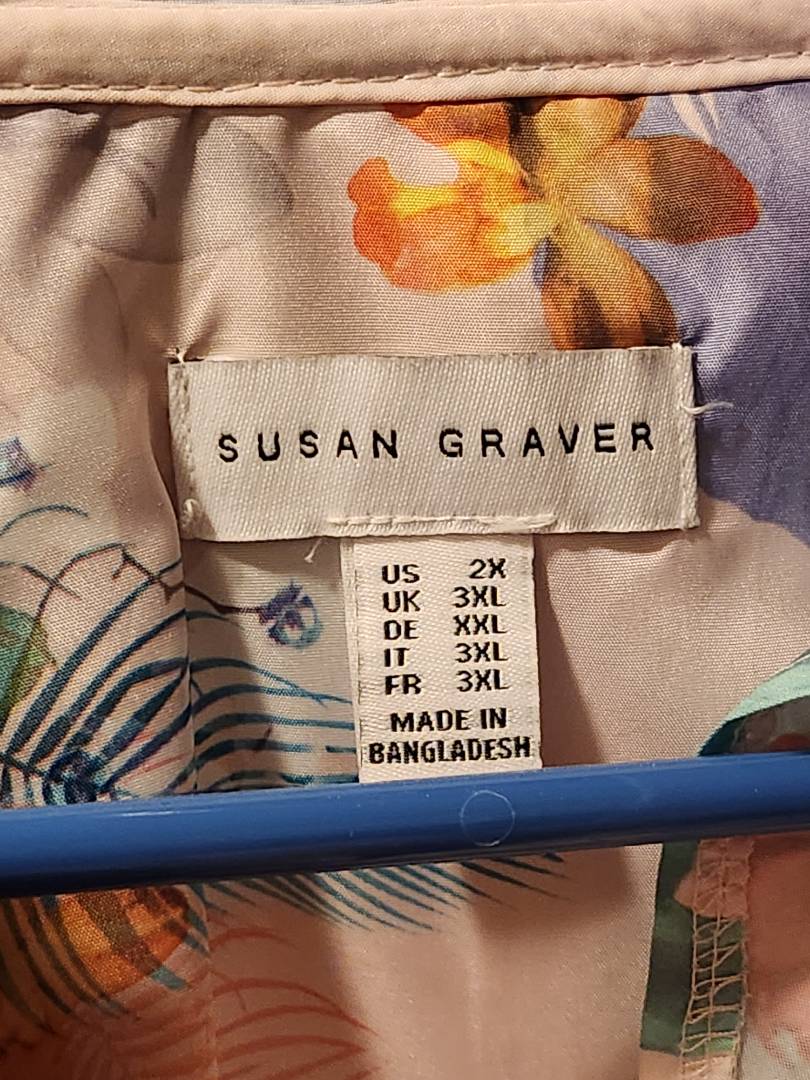 SUSAN GRAVER
US 2X
UK 3XL
DE XXL
IT 3XL
FR 3XL
MADE IN
BANGLADESH